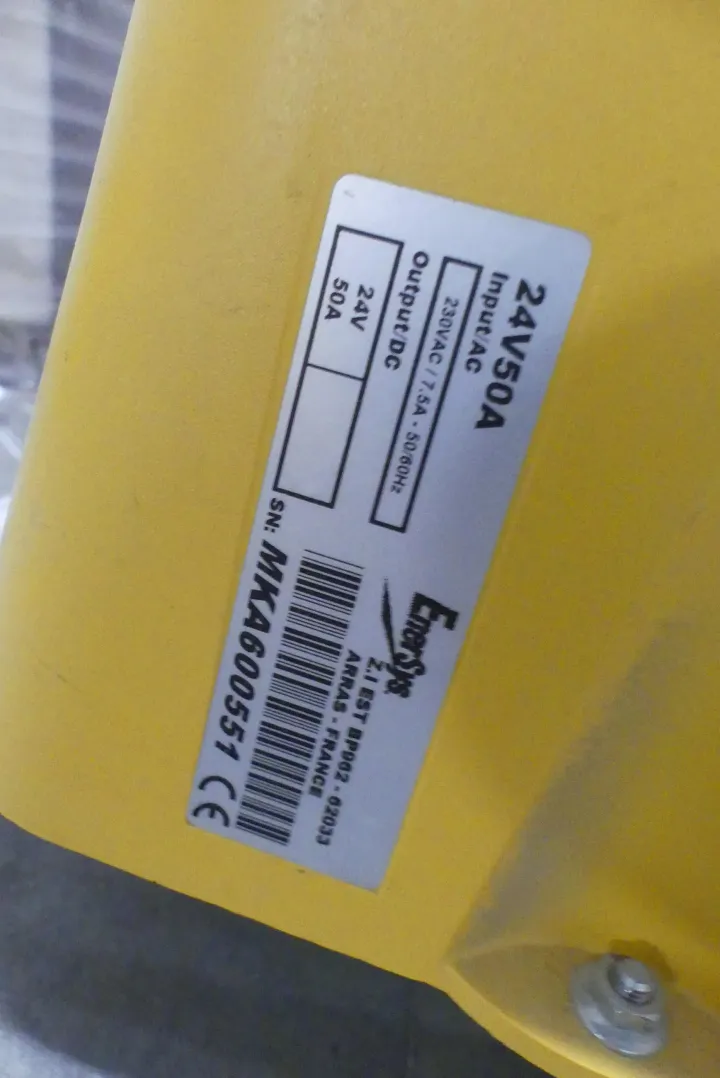 24V50A
Input/AC
230VAC / 7.5A - 50/60Hz
Output/DC
24V
50A
EnerSys
Z.I EST BP962 - 62033
ARRAS - FRANCE
SN: MKA600551 CE